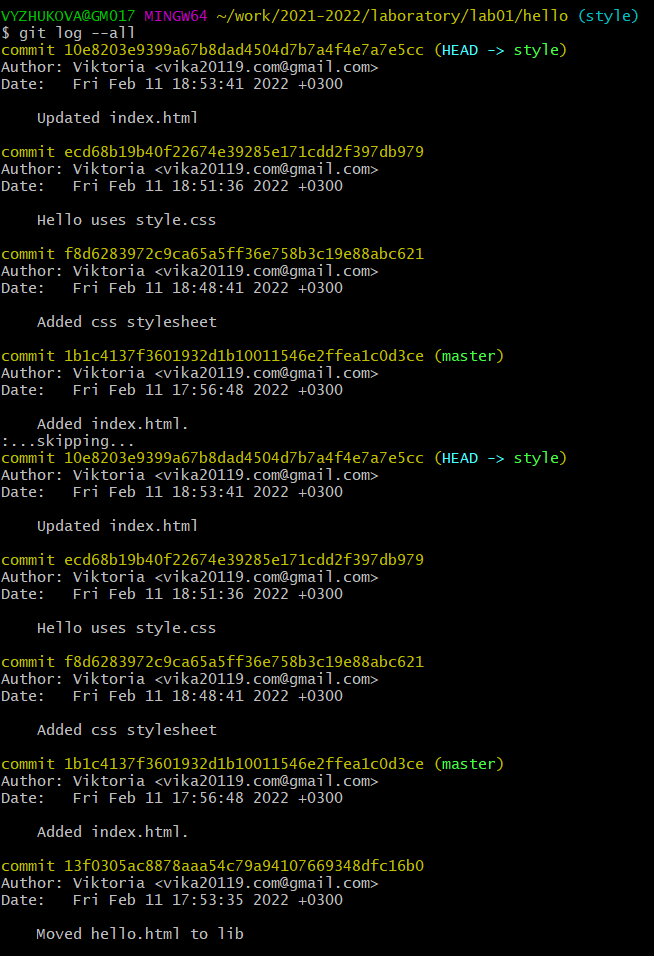 VYZHUKOVA@GM017 MINGW64 ~/work/2021-2022/laboratory/lab01/hello (style)
$ git log --all
commit 10e8203e9399a67b8dad4504d7b7a4f4e7a7e5cc (HEAD -> style)
Author: Viktoria <vika20119.com@gmail.com>
Date:   Fri Feb 11 18:53:41 2022 +0300

    Updated index.html

commit ecd68b19b40f22674e39285e171cdd2f397db979
Author: Viktoria <vika20119.com@gmail.com>
Date:   Fri Feb 11 18:51:36 2022 +0300

    Hello uses style.css

commit f8d6283972c9ca65a5ff36e758b3c19e88abc621
Author: Viktoria <vika20119.com@gmail.com>
Date:   Fri Feb 11 18:48:41 2022 +0300

    Added css stylesheet

commit 1b1c4137f3601932d1b10011546e2ffea1c0d3ce (master)
Author: Viktoria <vika20119.com@gmail.com>
Date:   Fri Feb 11 17:56:48 2022 +0300

    Added index.html.
:...skipping...
commit 10e8203e9399a67b8dad4504d7b7a4f4e7a7e5cc (HEAD -> style)
Author: Viktoria <vika20119.com@gmail.com>
Date:   Fri Feb 11 18:53:41 2022 +0300

    Updated index.html

commit ecd68b19b40f22674e39285e171cdd2f397db979
Author: Viktoria <vika20119.com@gmail.com>
Date:   Fri Feb 11 18:51:36 2022 +0300

    Hello uses style.css

commit f8d6283972c9ca65a5ff36e758b3c19e88abc621
Author: Viktoria <vika20119.com@gmail.com>
Date:   Fri Feb 11 18:48:41 2022 +0300

    Added css stylesheet

commit 1b1c4137f3601932d1b10011546e2ffea1c0d3ce (master)
Author: Viktoria <vika20119.com@gmail.com>
Date:   Fri Feb 11 17:56:48 2022 +0300

    Added index.html.

commit 13f0305ac8878aaa54c79a94107669348dfc16b0
Author: Viktoria <vika20119.com@gmail.com>
Date:   Fri Feb 11 17:53:35 2022 +0300

    Moved hello.html to lib